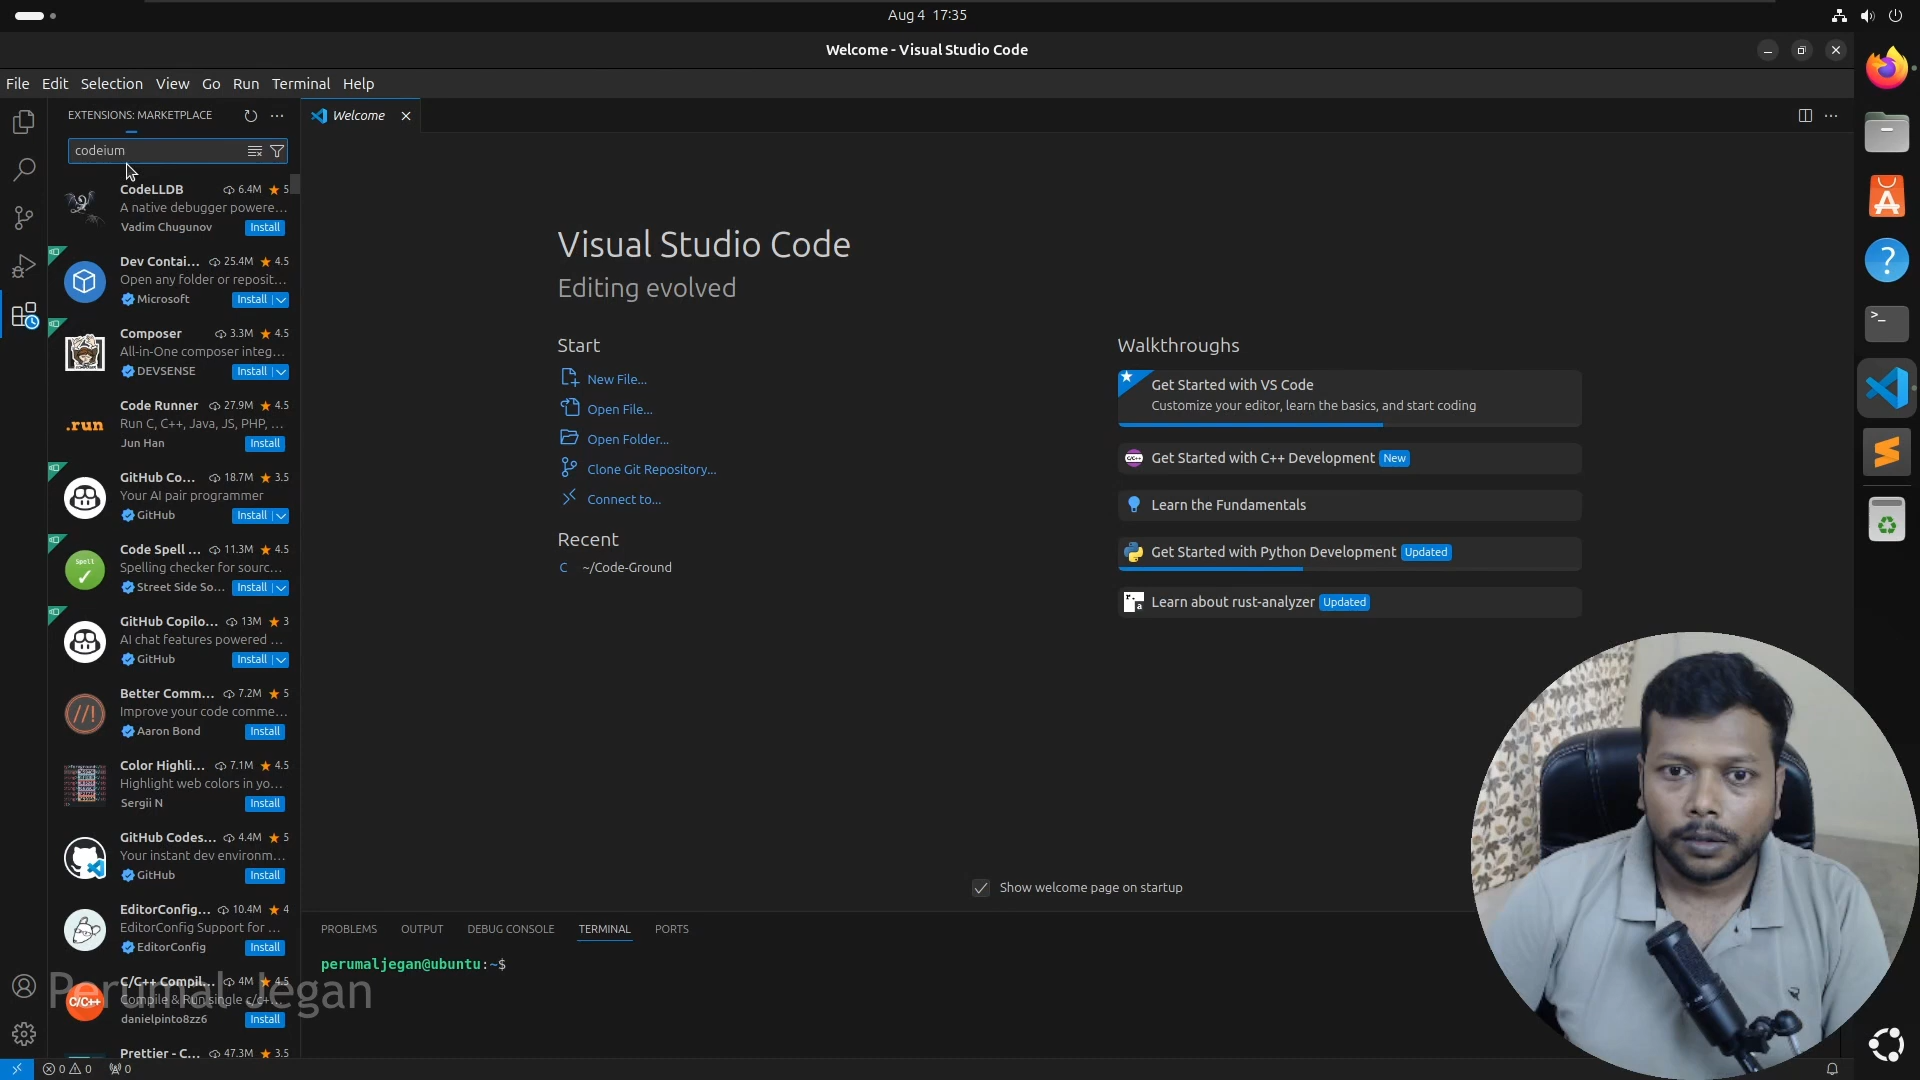 Aug 4 17:35
Welcome - Visual Studio Code
File Edit Selection View Go Run Terminal Help
EXTENSIONS: MARKETPLACE
Welcome
codeium
CodeLLDB 6.4M 5
A native debugger powere...
Vadim Chugunov Install
Dev Contai... 25.4M 4.5
Open any folder or reposit...
Microsoft Install
Composer 3.3M 4.5
All-in-One composer integ...
DEVSENSE Install
.run
Code Runner 27.9M 4.5
Run C, C++, Java, JS, PHP, ...
Jun Han Install
GitHub Co... 18.7M 3.5
Your AI pair programmer
GitHub Install
Spell
Code Spell ... 11.3M 4.5
Spelling checker for sourc...
Street Side So... Install
GitHub Copilo... 13M 3
AI chat features powered ...
GitHub Install
//!
Better Comm... 7.2M 5
Improve your code comme...
Aaron Bond Install
Color Highli... 7.1M 4.5
Highlight web colors in yo...
Sergii N Install
GitHub Codes... 4.4M 5
Your instant dev environm...
GitHub Install
EditorConfig... 10.4M 4
EditorConfig Support for ...
EditorConfig Install
C/C++
C/C++ Compil... 4M 4.5
Compile & Run single c/c+...
danielpinto8zz6 Install
Prettier - C... 47.3M 3.5
Visual Studio Code
Editing evolved
Start
New File...
Open File...
Open Folder...
Clone Git Repository...
Connect to...
Recent
~/Code-Ground
Walkthroughs
Get Started with VS Code
Customize your editor, learn the basics, and start coding
Get Started with C++ Development New
Learn the Fundamentals
Get Started with Python Development Updated
Learn about rust-analyzer Updated
Show welcome page on startup
PROBLEMS OUTPUT DEBUG CONSOLE TERMINAL PORTS
perumaljegan@ubuntu:~$
Perumal Jegan
0 0 0